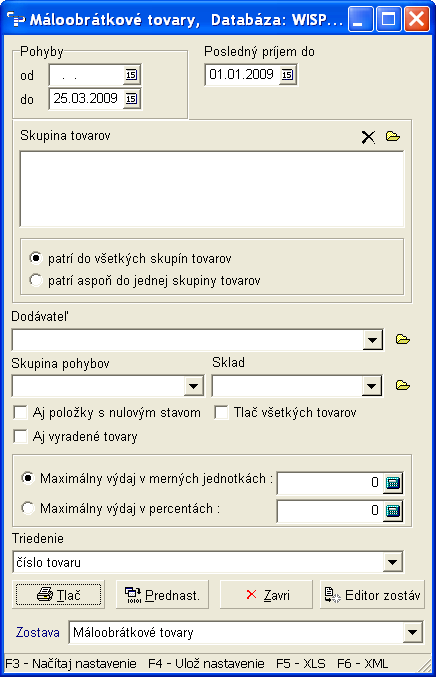 Máloobrátkové tovary, Databáza: WISP...
Pohyby
Posledný príjem do
od . . 15
01.01.2009 15
do 25.03.2009 15
Skupina tovarov
patrí do všetkých skupín tovarov
patrí aspoň do jednej skupiny tovarov
Dodávateľ
Skupina pohybov
Sklad
Aj položky s nulovým stavom
Tlač všetkých tovarov
Aj vyradené tovary
Maximálny výdaj v merných jednotkách : 0
Maximálny výdaj v percentách : 0
Triedenie
číslo tovaru
Tlač
Prednast.
Zavri
Editor zostáv
Zostava Máloobrátkové tovary
F3 - Načítaj nastavenie F4 - Ulož nastavenie F5 - XLS F6 - XML